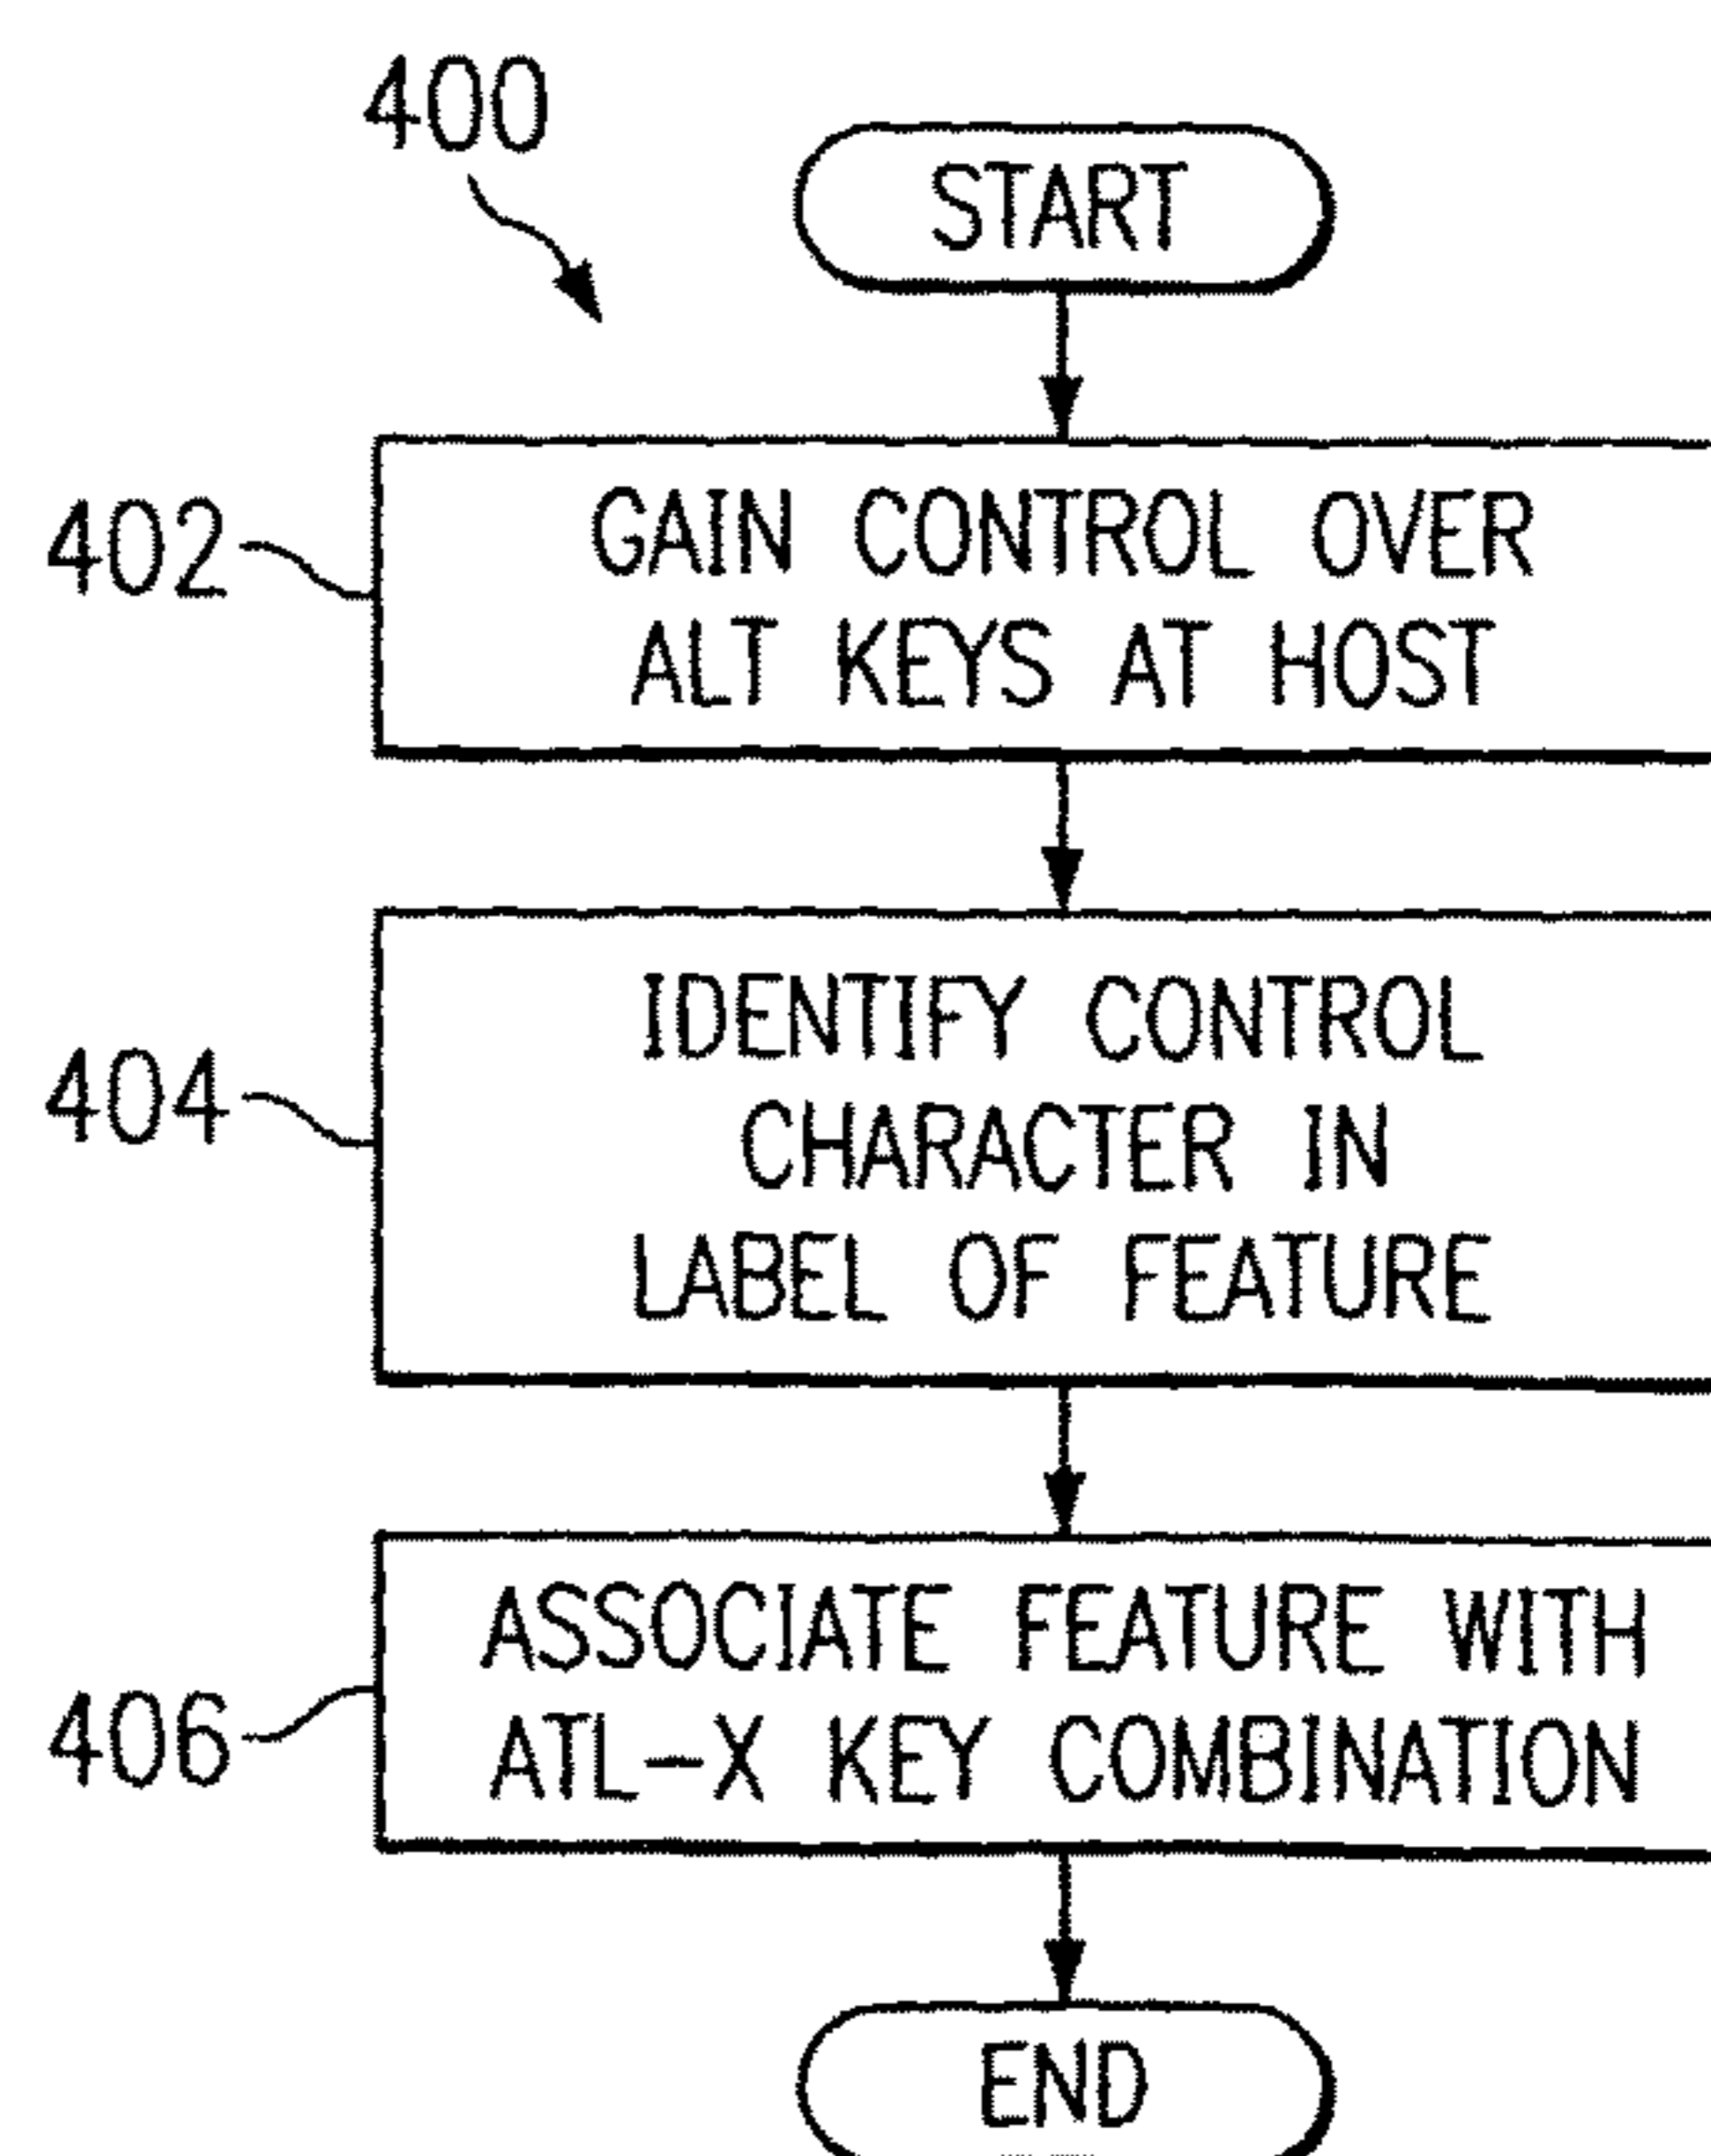 400
START
402
GAIN CONTROL OVER
ALT KEYS AT HOST
404
IDENTIFY CONTROL
CHARACTER IN
LABEL OF FEATURE
406
ASSOCIATE FEATURE WITH
ATL-X KEY COMBINATION
END